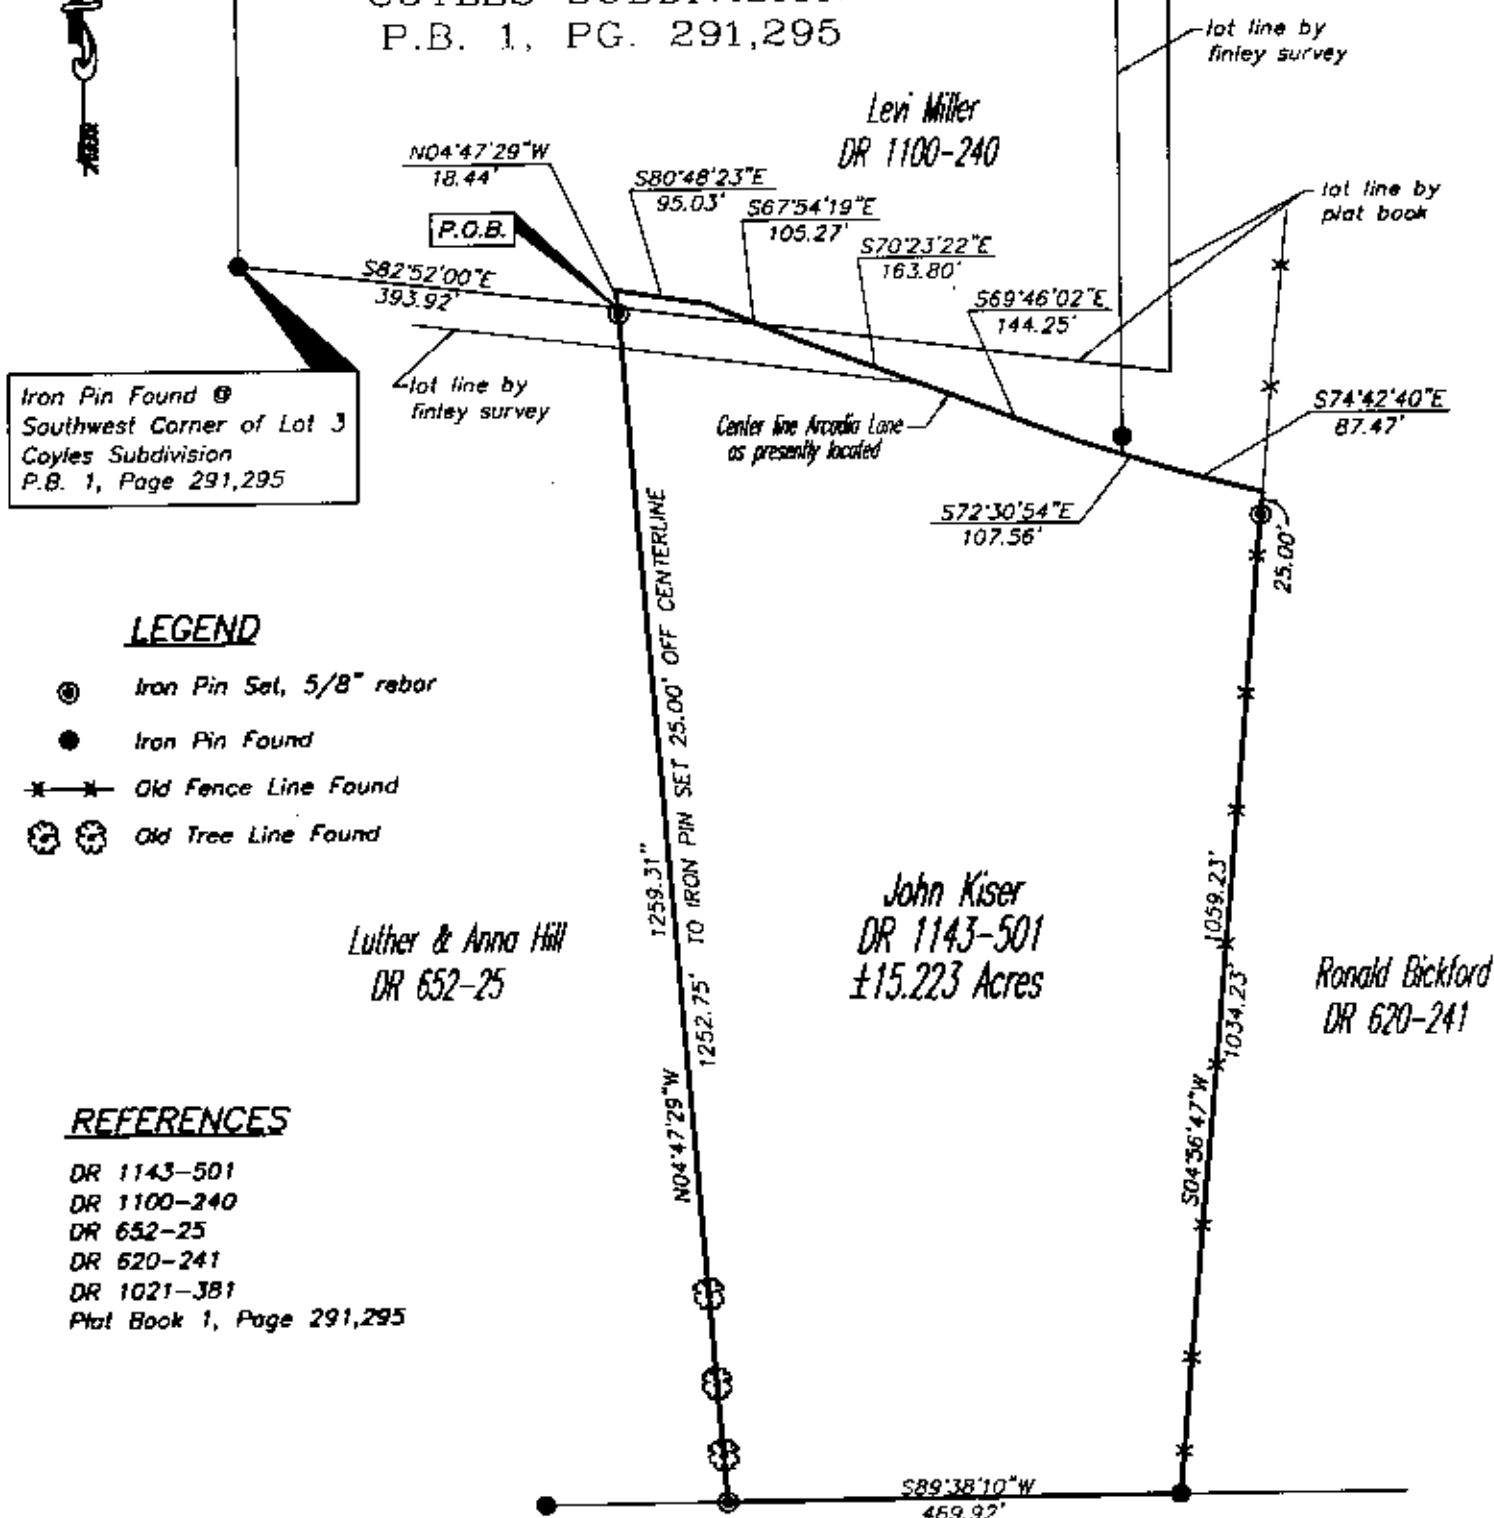 P.B. 1, PG. 291,295
lot line by
finley survey
Levi Miller
DR 1100-240
N04°47'29"W
18.44'
S80°48'23"E
95.03'
S67°54'19"E
105.27'
lot line by
plat book
P.O.B.
S70°23'22"E
163.80'
S82°52'00"E
393.92'
S69°46'02"E
144.25'
Iron Pin Found @
Southwest Corner of Lot 3
Coyles Subdivision
P.B. 1, Page 291,295
lot line by
finley survey
Center line Arcadia Lane
as presently located
S74°42'40"E
87.47'
S72°30'54"E
107.56'
25.00'
LEGEND
Iron Pin Set, 5/8" rebar
Iron Pin Found
Old Fence Line Found
Old Tree Line Found
1259.31"
N04°47'29"W
1252.75' TO IRON PIN SET 25.00' OFF CENTERLINE
Luther & Anna Hill
DR 652-25
John Kiser
DR 1143-501
±15.223 Acres
1059.23'
1034.23'
S04°56'47"W
Ronald Bickford
DR 620-241
REFERENCES
DR 1143-501
DR 1100-240
DR 652-25
DR 620-241
DR 1021-381
Plat Book 1, Page 291,295
S89°38'10"W
469.92'